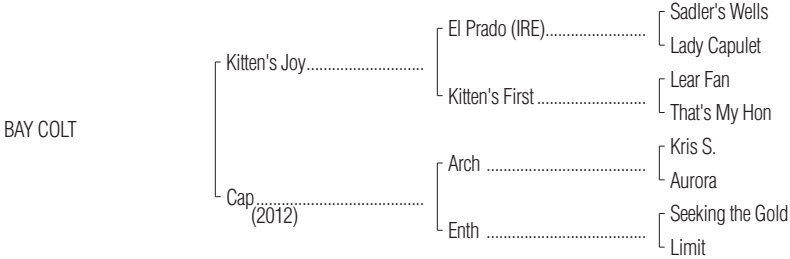 Sadler's Wells
El Prado (IRE)........................
Lady Capulet
Kitten's Joy............................
Lear Fan
Kitten's First ..........................
That's My Hon
BAY COLT
Kris S.
Arch ......................................
Aurora
Cap........................................
(2012)
Seeking the Gold
Enth ......................................
Limit